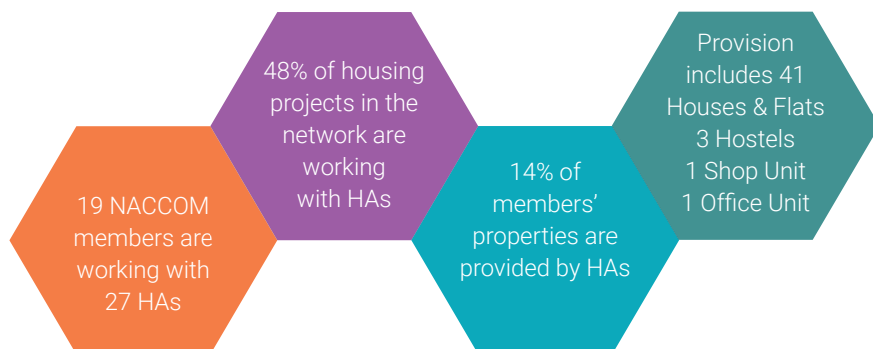 19 NACCOM
members are
working with
27 HAs
48% of housing
projects in the
network are
working
with HAs
14% of
members’
properties are
provided by HAs
Provision
includes 41
Houses & Flats
3 Hostels
1 Shop Unit
1 Office Unit